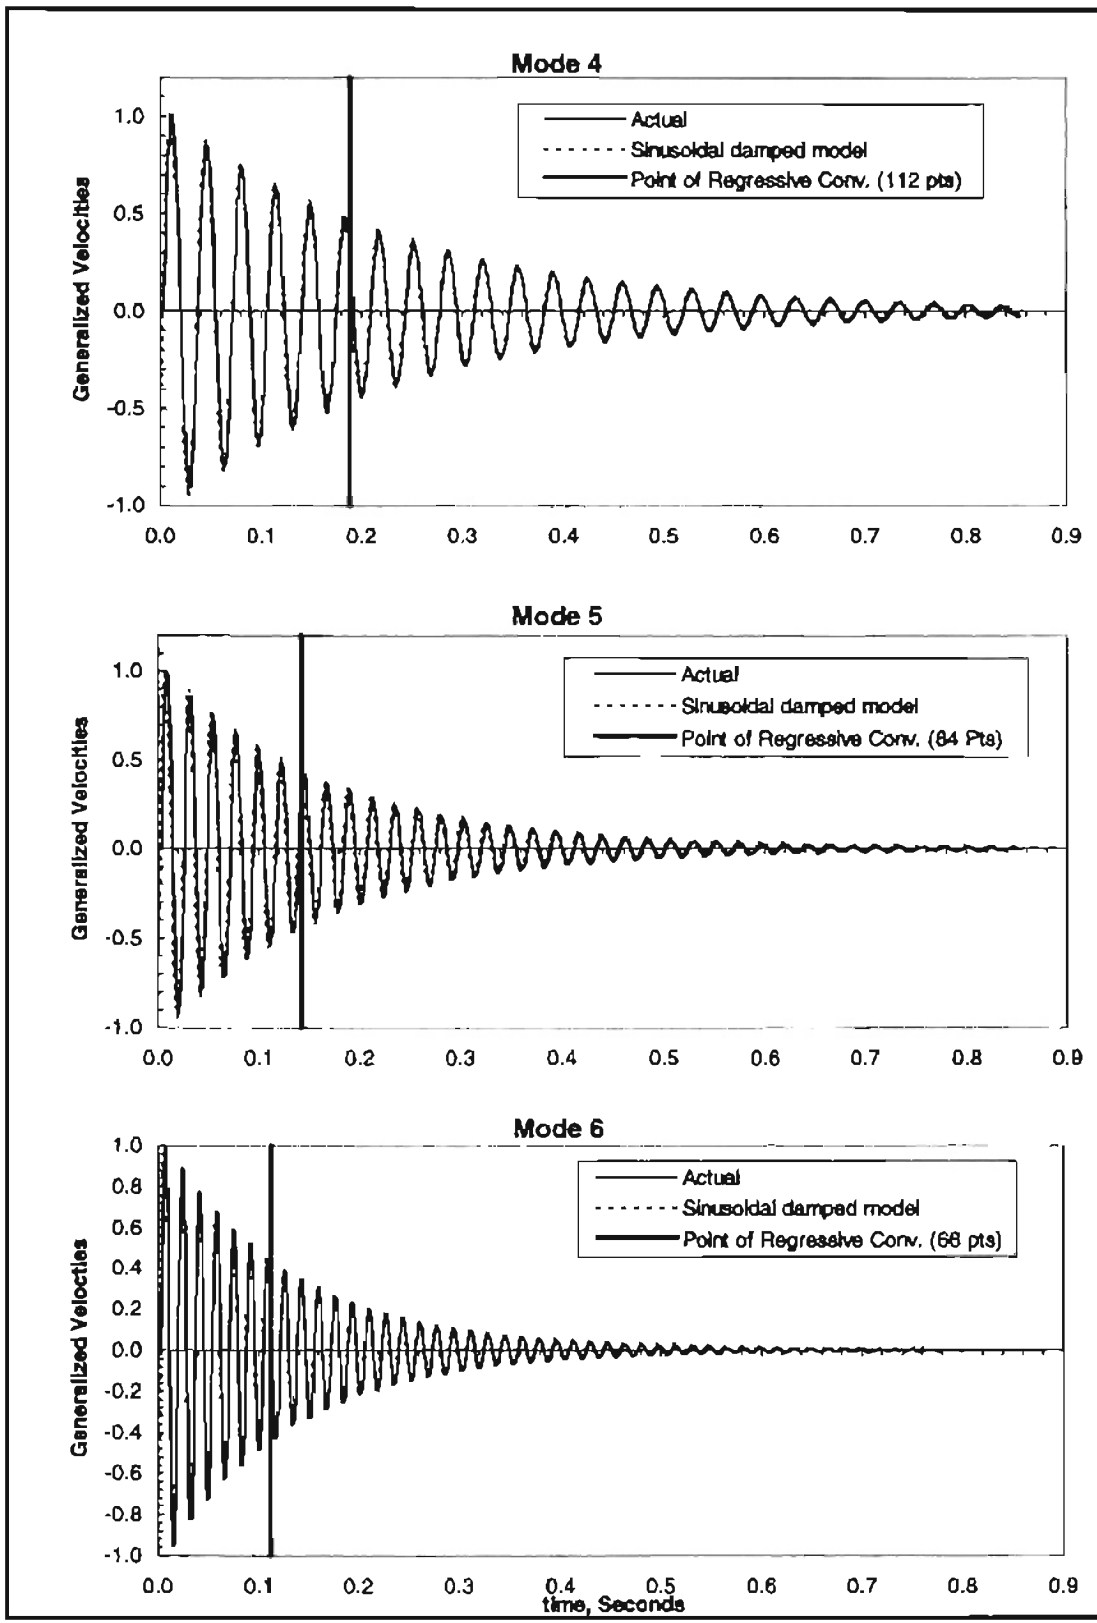 Mode 4
Actual
Sinusoidal damped model
Point of Regressive Conv. (112 pts)
Generalized Velocities
1.0
0.5
0.0
-0.5
-1.0
0.0 0.1 0.2 0.3 0.4 0.5 0.6 0.7 0.8 0.9
Mode 5
Actual
Sinusoidal damped model
Point of Regressive Conv. (84 Pts)
Generalized Velocities
1.0
0.5
0.0
-0.5
-1.0
0.0 0.1 0.2 0.3 0.4 0.5 0.6 0.7 0.8 0.9
Mode 6
Actual
Sinusoidal damped model
Point of Regressive Conv. (66 pts)
Generalized Velocties
1.0
0.8
0.6
0.4
0.2
0.0
-0.2
-0.4
-0.6
-0.8
-1.0
0.0 0.1 0.2 0.3 0.4 0.5 0.6 0.7 0.8 0.9
time, Seconds